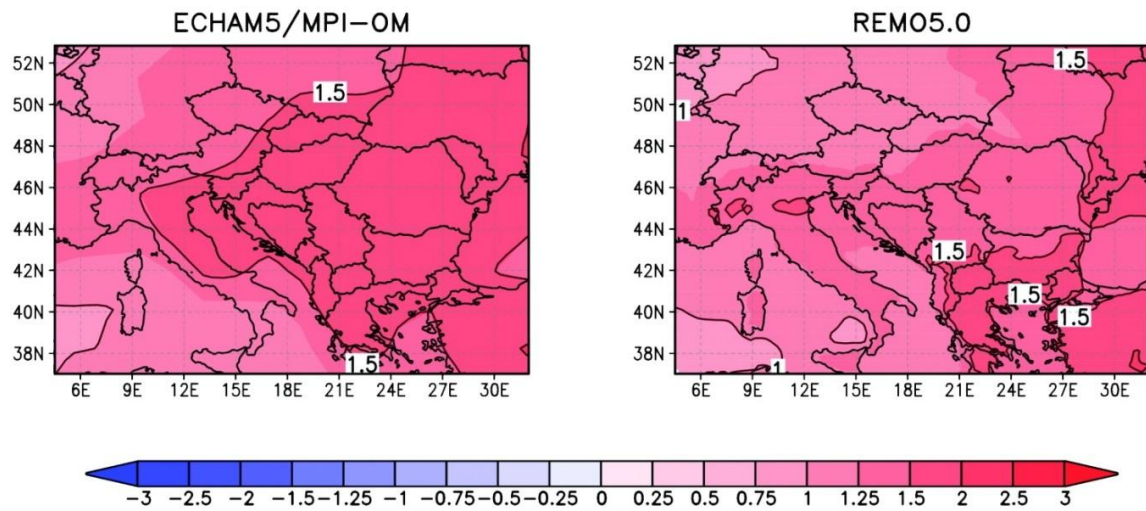 ECHAM5/MPI-OM REMO5.0
52N 52N
50N 50N
48N 48N
46N 46N
44N 44N
42N 42N
40N 40N
38N 38N
1.5
1.5
1.5
1
1.5
1.5
1.5
1
6E 9E 12E 15E 18E 21E 24E 27E 30E 6E 9E 12E 15E 18E 21E 24E 27E 30E
-3 -2.5 -2 -1.5 -1.25 -1 -0.75 -0.5 -0.25 0 0.25 0.5 0.75 1 1.25 1.5 2 2.5 3